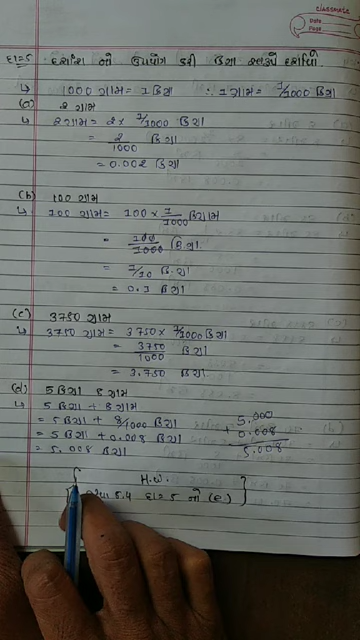 CLASSMATE
Date
Page
દા=5 દશાંશ નો ઉપયોગ કરી કિગ્રા સ્વરૂપે દર્શાવો
↳ 1000 ગ્રામ = 1 કિગ્રા ∴ 1 ગ્રામ = 1/1000 કિગ્રા
(a) 2 ગ્રામ
↳ 2 ગ્રામ = 2 × 1/1000 કિગ્રા
= 2/1000 કિગ્રા
= 0.002 કિગ્રા
(b) 100 ગ્રામ
↳ 100 ગ્રામ = 100 × 1/1000 કિગ્રામ
= 100/1000 કિ.ગ્રા.
= 1/10 કિ.ગ્રા
= 0.1 કિગ્રા
(c) 3750 ગ્રામ
↳ 3750 ગ્રામ = 3750 × 1/1000 કિગ્રા
= 3750/1000 કિગ્રા
= 3.750 કિગ્રા.
(d) 5 કિગ્રા 8 ગ્રામ
↳ 5 કિગ્રા + 8 ગ્રામ
= 5 કિગ્રા + 8/1000 કિગ્રા
= 5 કિગ્રા + 0.008 કિગ્રા
= 5.008 કિગ્રા
5.000
+ 0.008
5.008
H.W.
5.4 દા=5 નો (e)